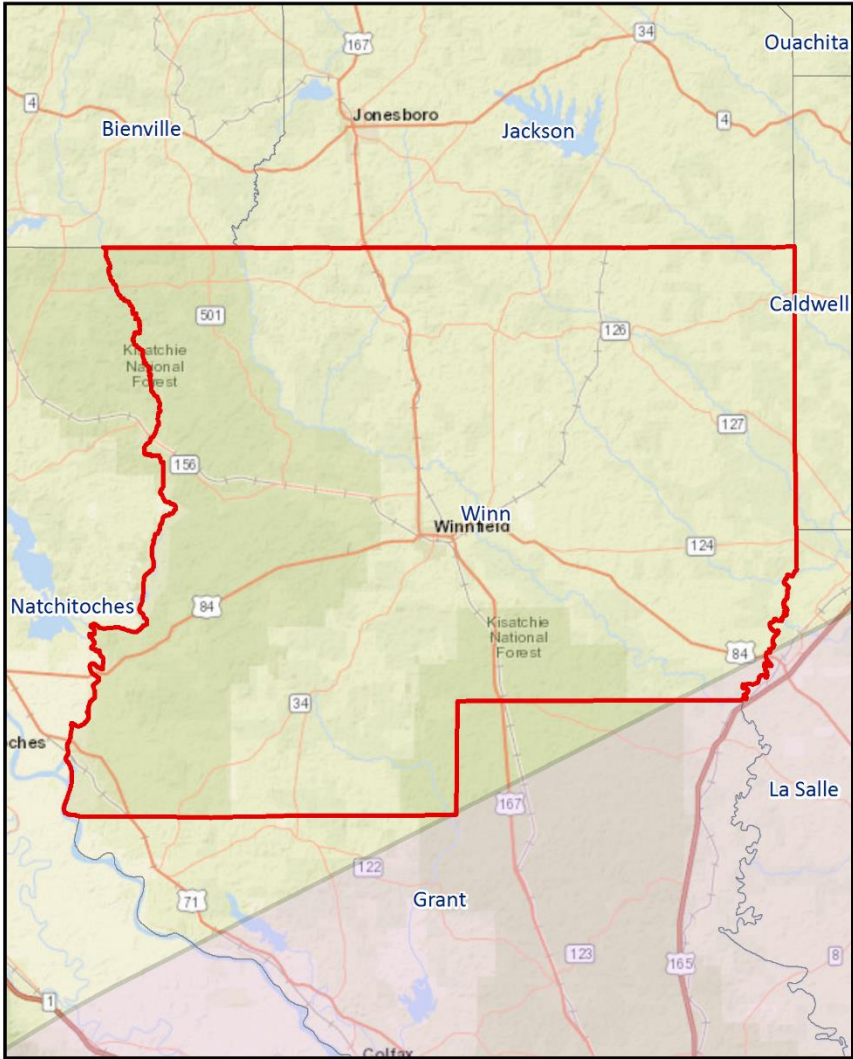 167
34
Ouachita
4
Bienville
Jonesboro
Jackson
4
501
Caldwell
126
Kisatchie
National
Forest
127
156
Winn
Winnfield
124
Natchitoches
84
Kisatchie
National
Forest
84
34
ches
La Salle
167
122
71
Grant
123
165
8
1
Colfax